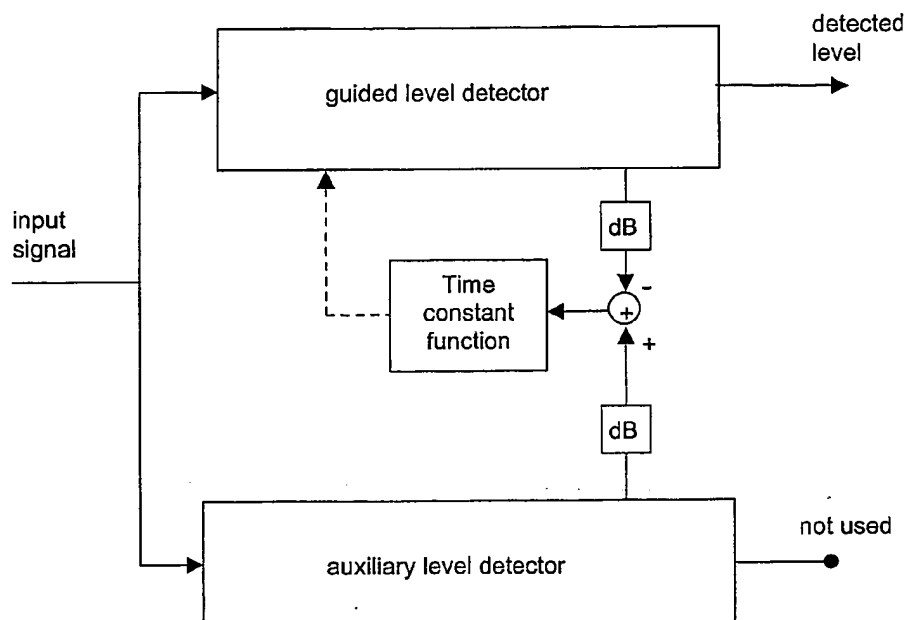 detected
level
guided level detector
input
signal
dB
-
Time
constant
function
+
+
dB
not used
auxiliary level detector